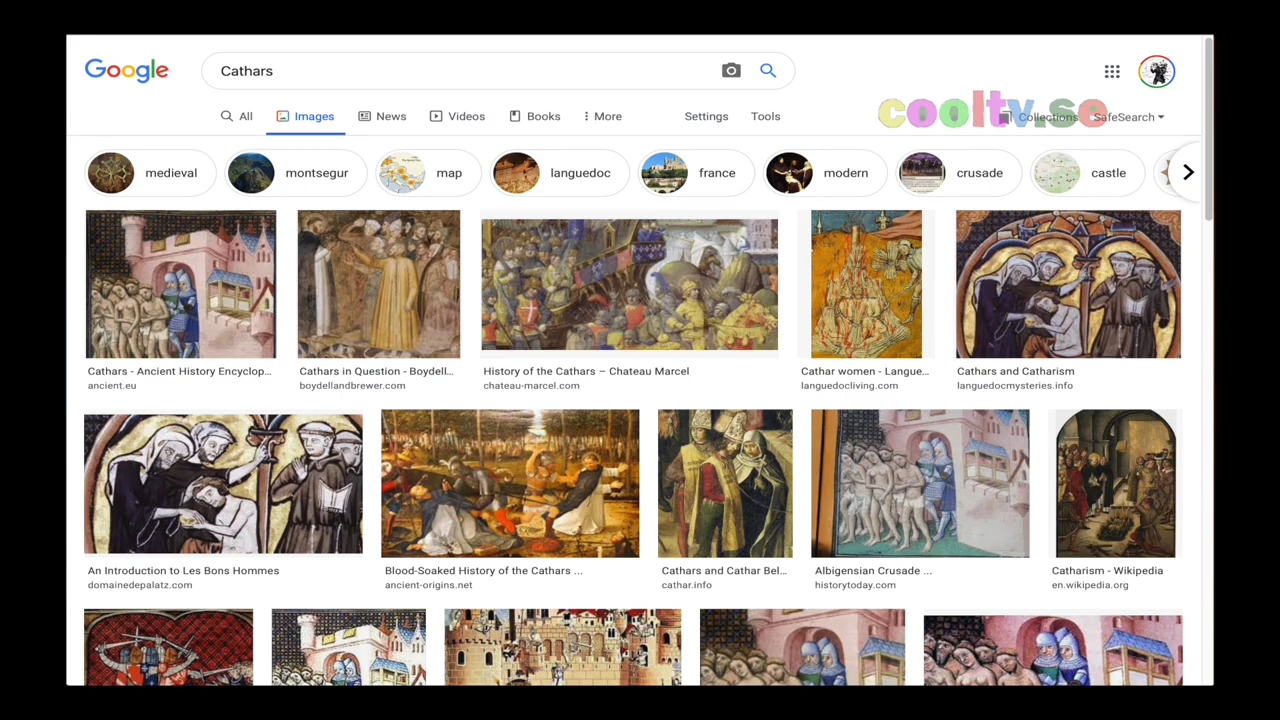 Google
Cathars
cooltv.se
All
Images
News
Videos
Books
More
Settings
Tools
Collections
SafeSearch
medieval
montsegur
map
languedoc
france
modern
crusade
castle
Cathars - Ancient History Encyclop...
ancient.eu
Cathars in Question - Boydell...
boydellandbrewer.com
History of the Cathars – Chateau Marcel
chateau-marcel.com
Cathar women - Langue...
languedocliving.com
Cathars and Catharism
languedocmysteries.info
An Introduction to Les Bons Hommes
domainedepalatz.com
Blood-Soaked History of the Cathars ...
ancient-origins.net
Cathars and Cathar Bel...
cathar.info
Albigensian Crusade ...
historytoday.com
Catharism - Wikipedia
en.wikipedia.org